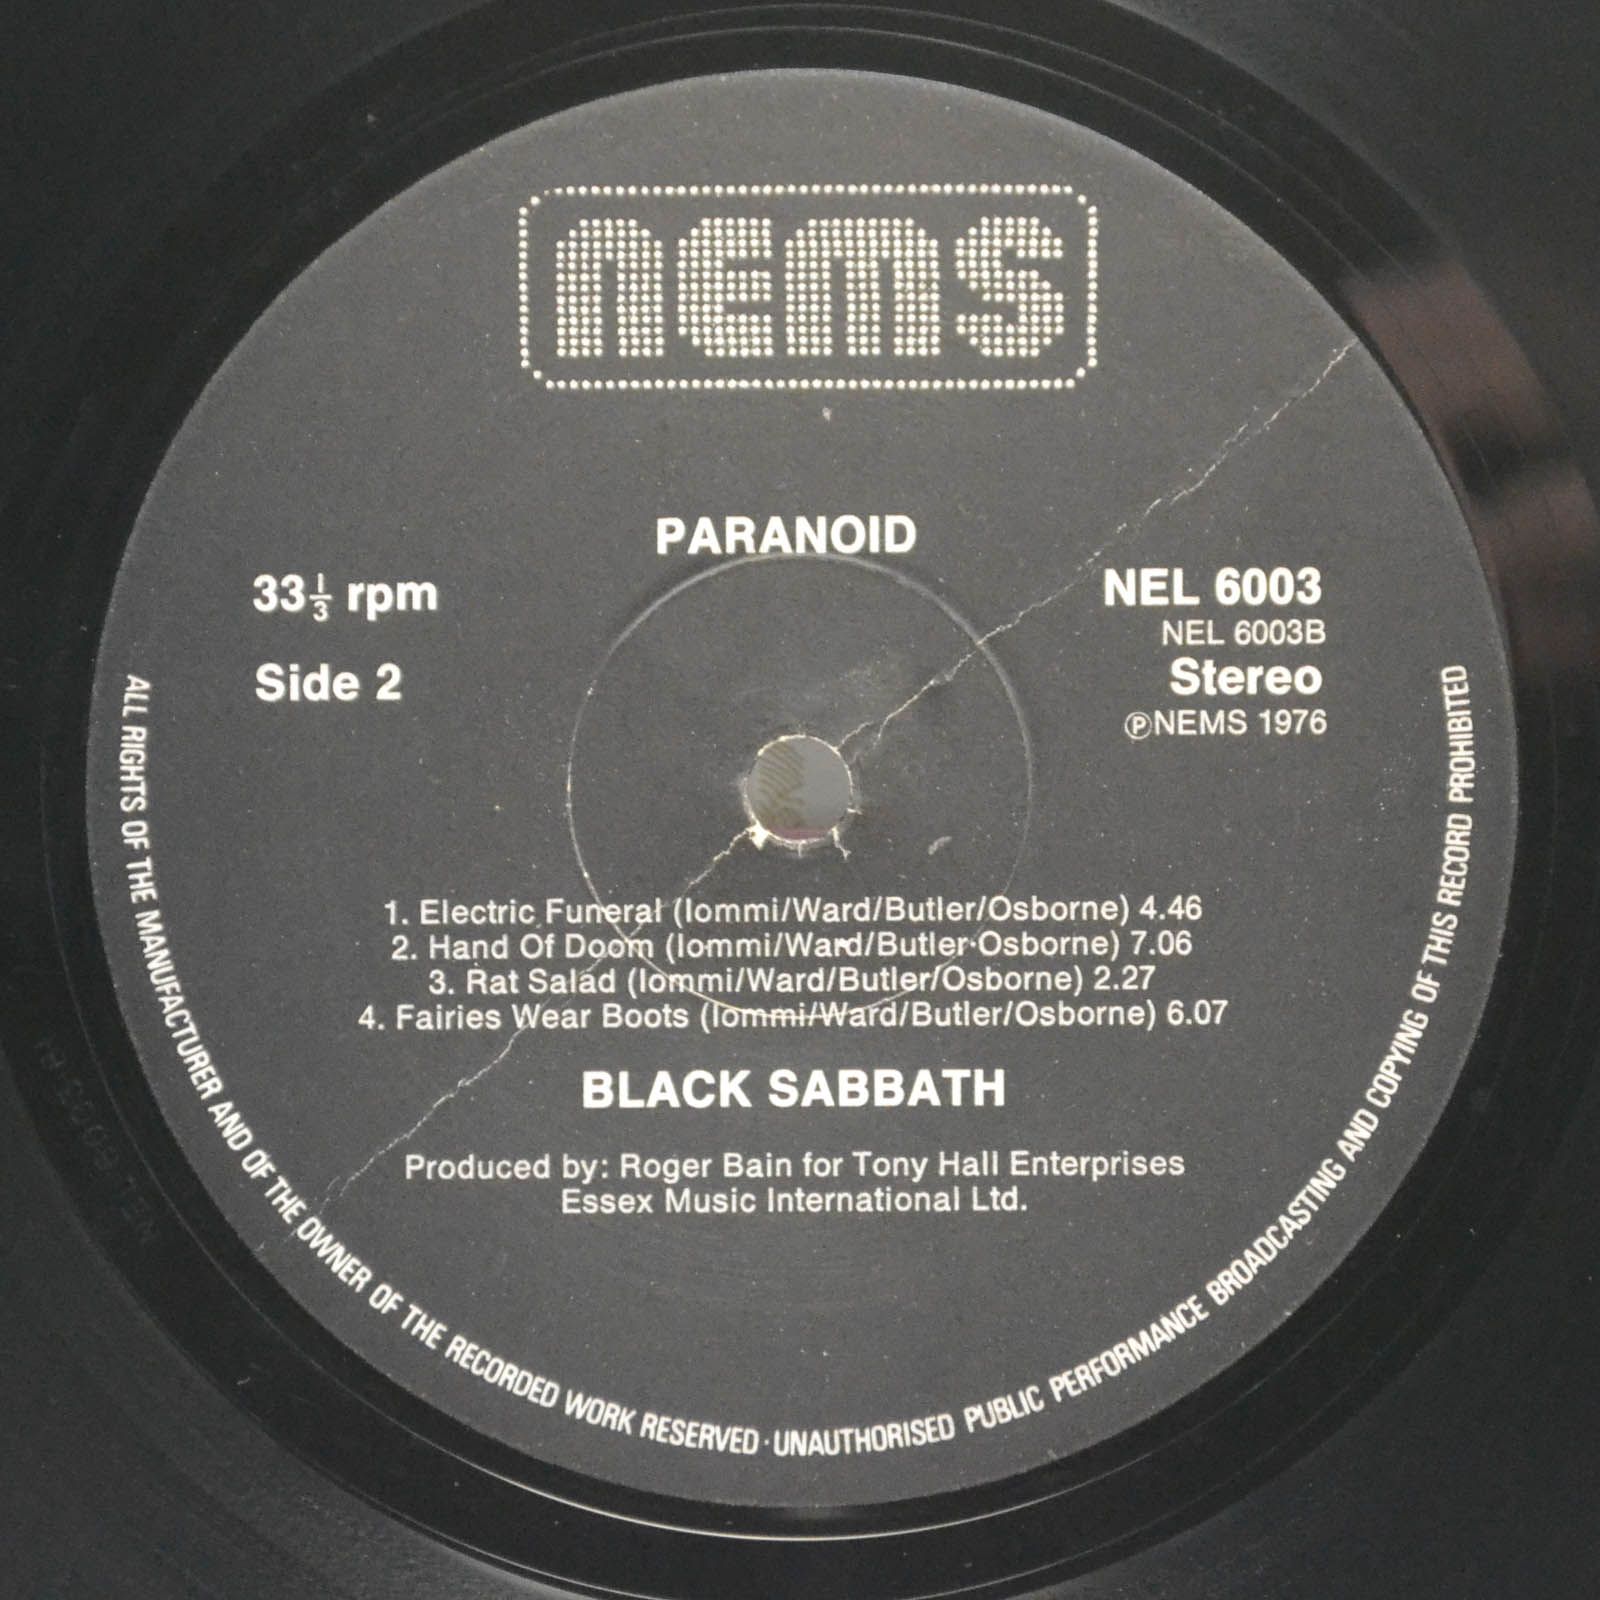 nems
PARANOID
33⅓ rpm
Side 2
NEL 6003
NEL 6003B
Stereo
ⓅNEMS 1976
1. Electric Funeral (Iommi/Ward/Butler/Osborne) 4.46
2. Hand Of Doom (Iommi/Ward/Butler·Osborne) 7.06
3. Rat Salad (Iommi/Ward/Butler/Osborne) 2.27
4. Fairies Wear Boots (Iommi/Ward/Butler/Osborne) 6.07
BLACK SABBATH
Produced by: Roger Bain for Tony Hall Enterprises
Essex Music International Ltd.
ALL RIGHTS OF THE MANUFACTURER AND OF THE OWNER OF THE RECORDED WORK RESERVED · UNAUTHORISED PUBLIC PERFORMANCE BROADCASTING AND COPYING OF THIS RECORD PROHIBITED